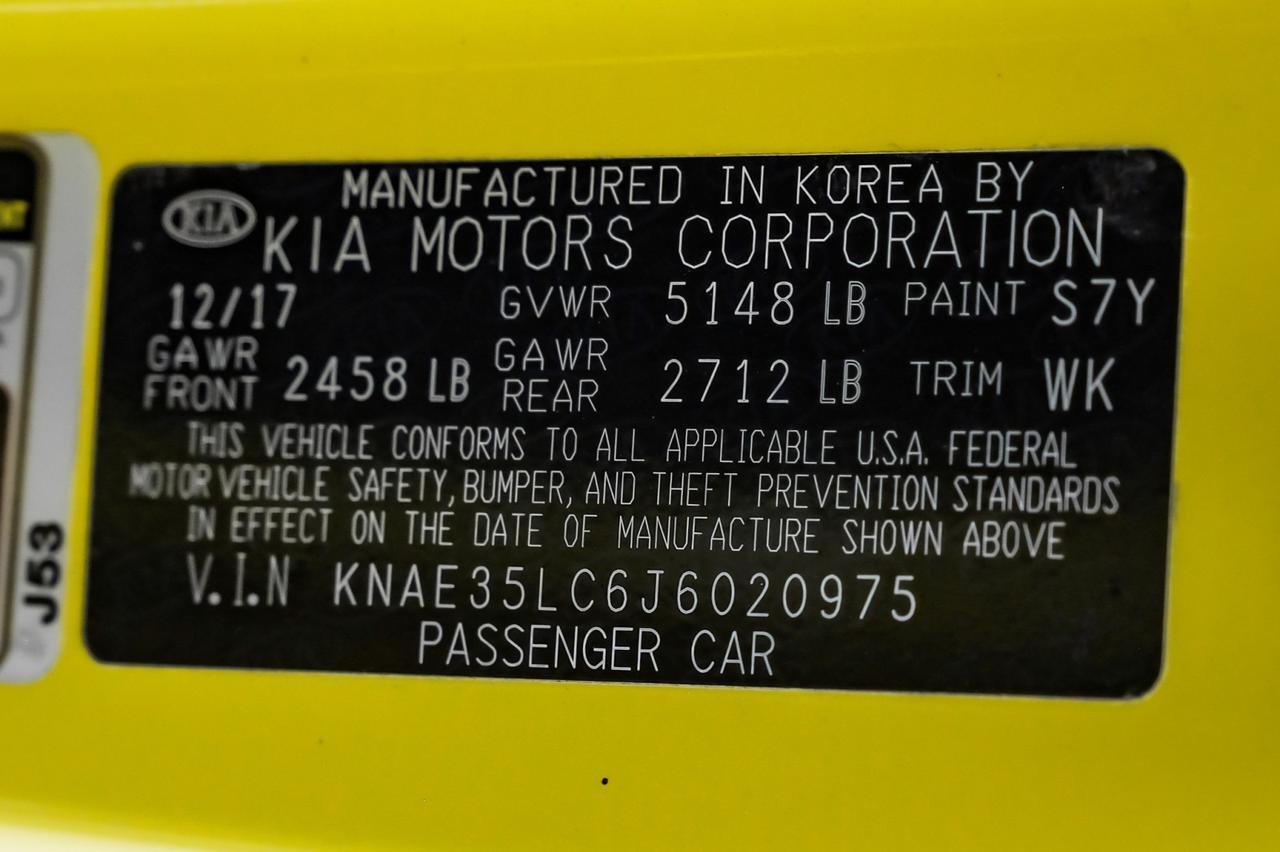 MANUFACTURED IN KOREA BY
KIA KIA MOTORS CORPORATION
12/17 GVWR 5148 LB PAINT S7Y
GAWR FRONT 2458 LB GAWR REAR 2712 LB TRIM WK
THIS VEHICLE CONFORMS TO ALL APPLICABLE U.S.A. FEDERAL
MOTOR VEHICLE SAFETY, BUMPER, AND THEFT PREVENTION STANDARDS
IN EFFECT ON THE DATE OF MANUFACTURE SHOWN ABOVE
V.I.N KNAE35LC6J6020975
PASSENGER CAR
J53